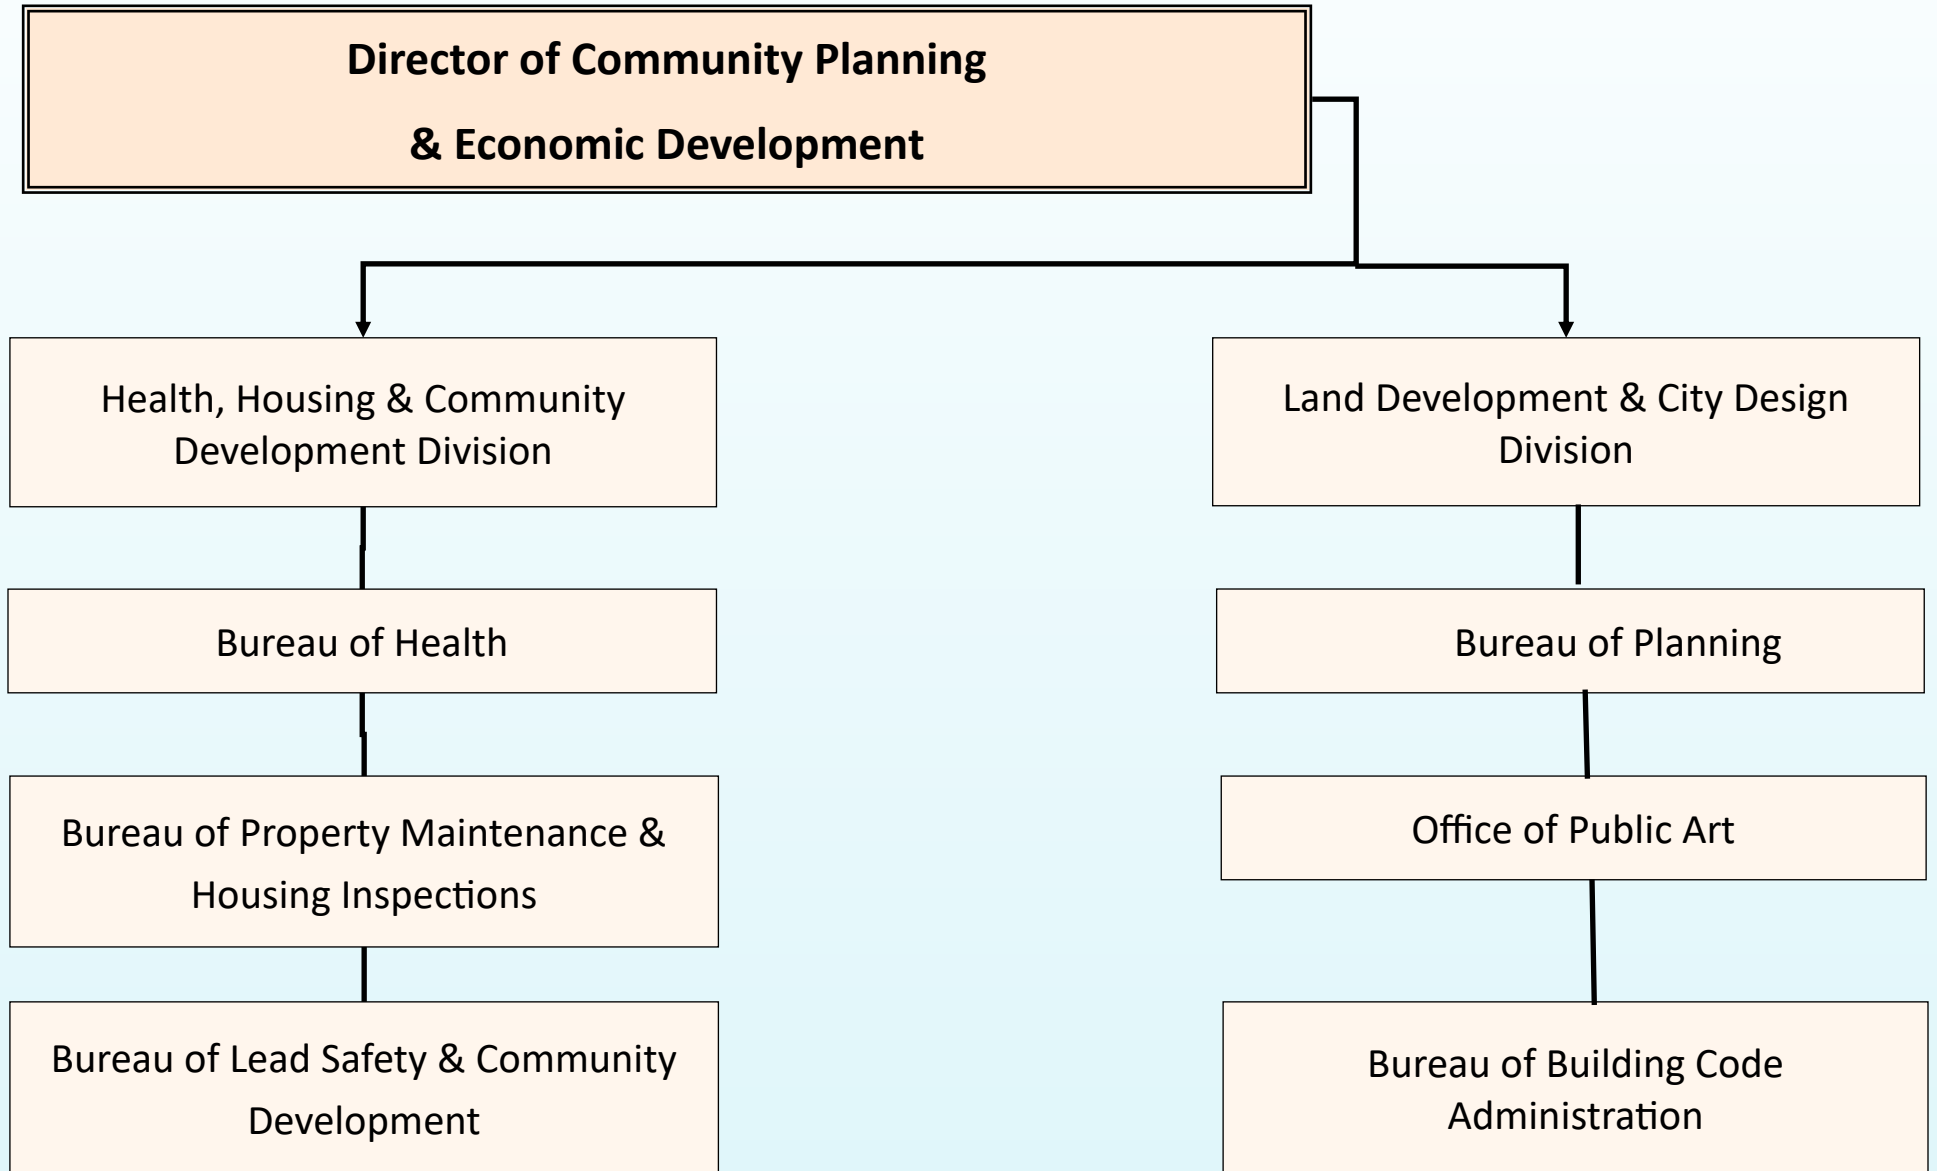 Director of Community Planning
& Economic Development
Health, Housing & Community
Development Division
Land Development & City Design
Division
Bureau of Health
Bureau of Planning
Bureau of Property Maintenance &
Housing Inspections
Office of Public Art
Bureau of Lead Safety & Community
Development
Bureau of Building Code
Administration